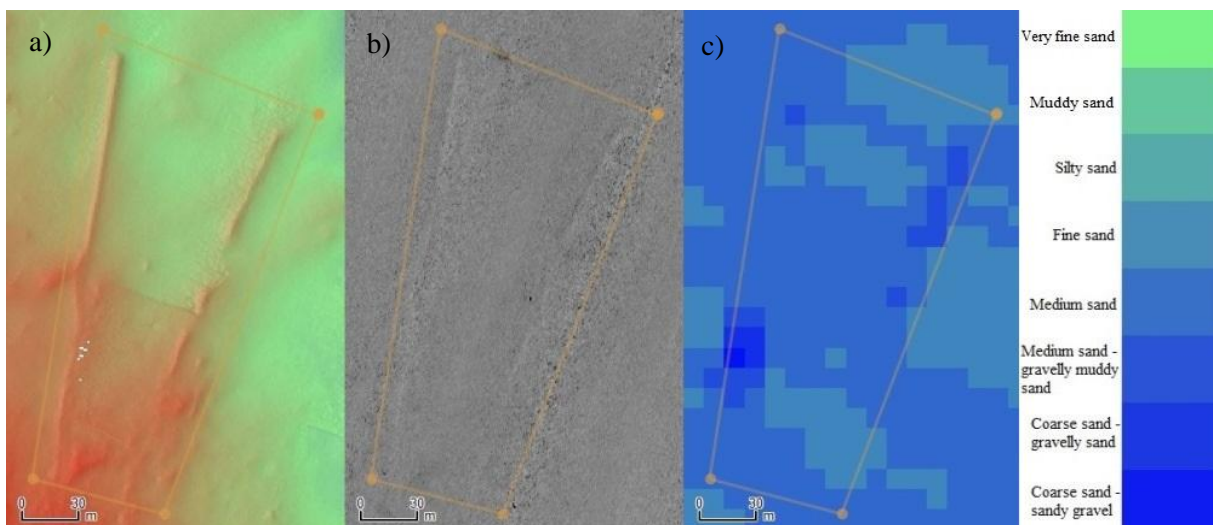 a)
b)
c)
Very fine sand
Muddy sand
Silty sand
Fine sand
Medium sand
Medium sand -
gravelly muddy
sand
Coarse sand -
gravelly sand
Coarse sand -
sandy gravel
0 30
m
0 30
m
0 30
m